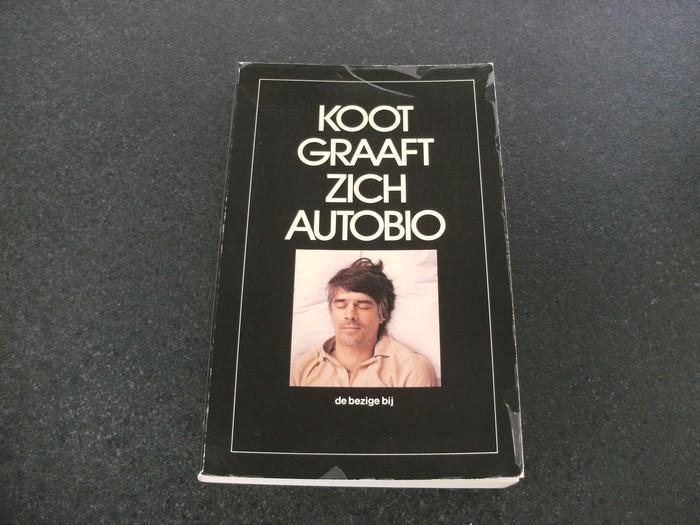 KOOT
GRAAFT
ZICH
AUTOBIO
de bezige bij